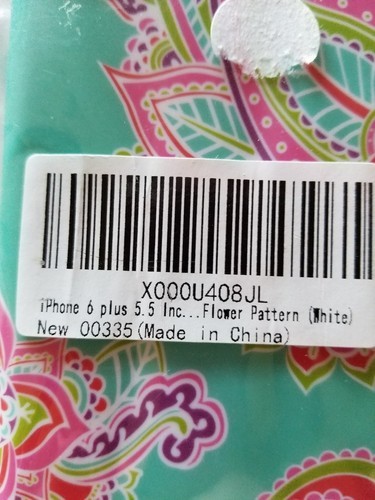 X000U408JL
iPhone 6 plus 5.5 Inc...Flower Pattern (White)
New 00335(Made in China)